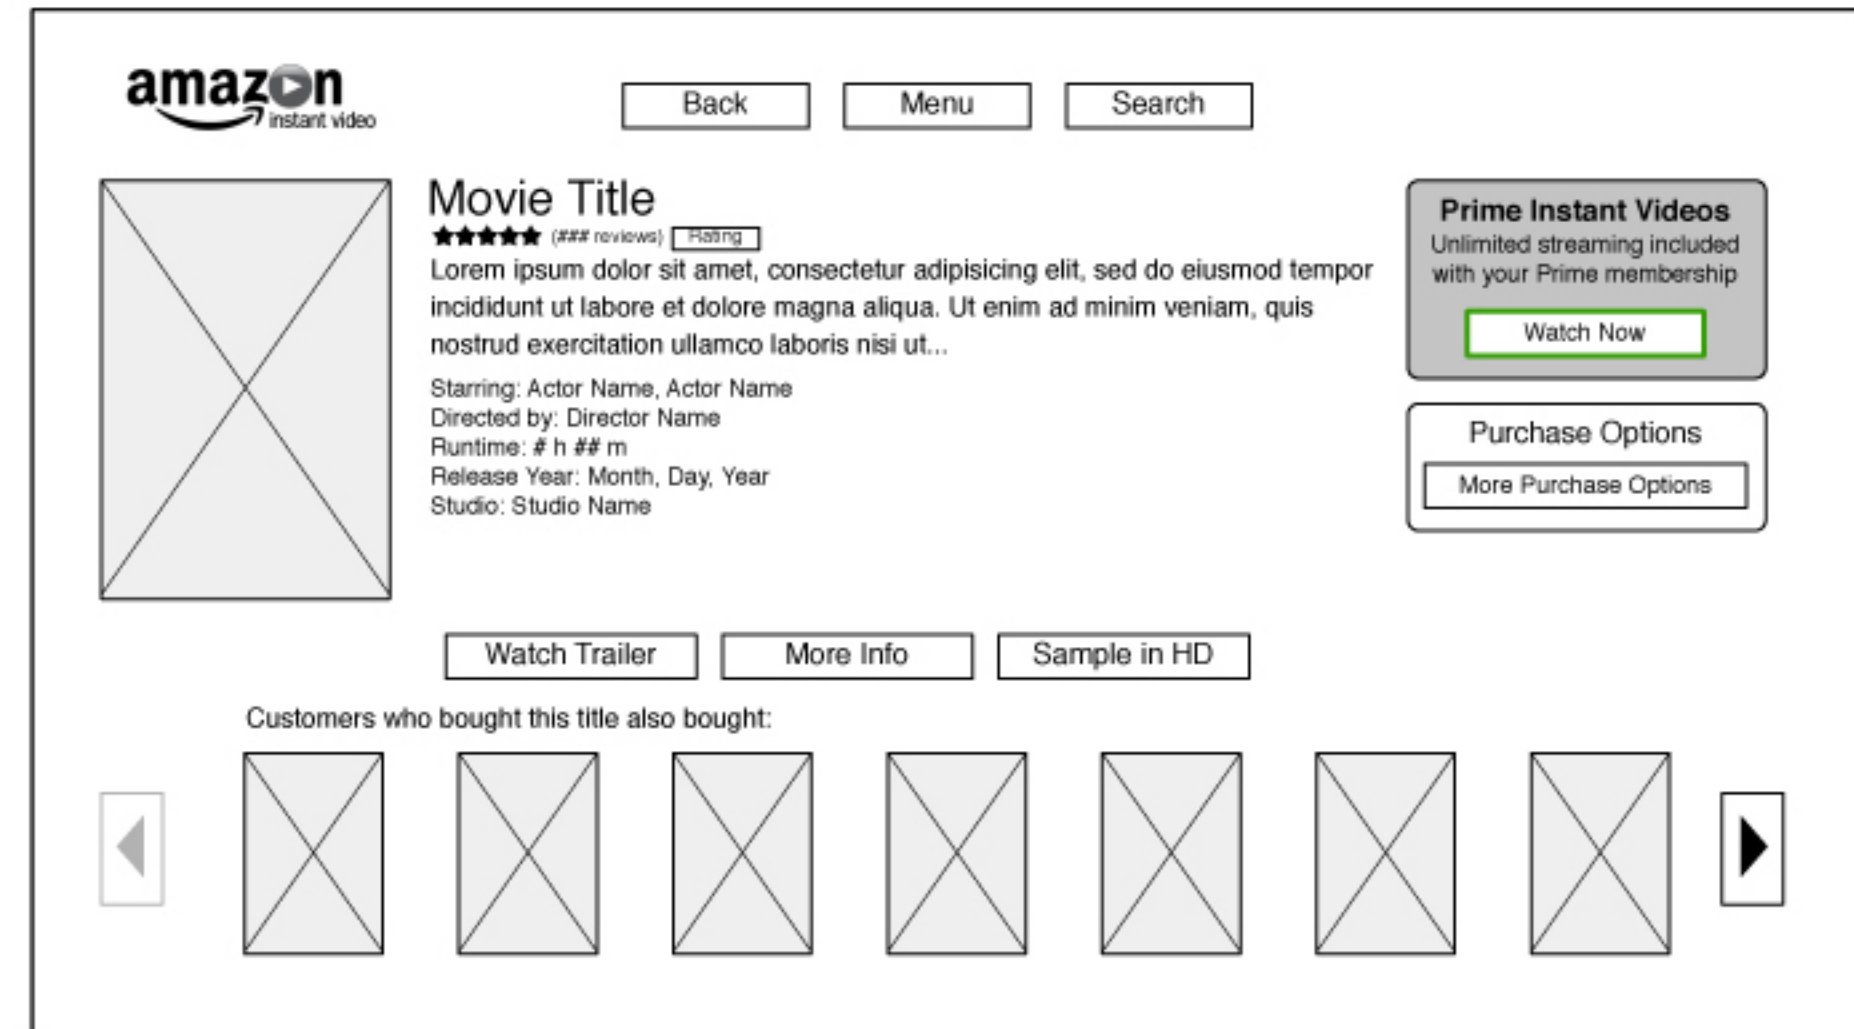 amazon
instant video
Back
Menu
Search
Movie Title
(### reviews) Rating
Lorem ipsum dolor sit amet, consectetur adipisicing elit, sed do eiusmod tempor
incididunt ut labore et dolore magna aliqua. Ut enim ad minim veniam, quis
nostrud exercitation ullamco laboris nisi ut...
Starring: Actor Name, Actor Name
Directed by: Director Name
Runtime: # h ## m
Release Year: Month, Day, Year
Studio: Studio Name
Prime Instant Videos
Unlimited streaming included
with your Prime membership
Watch Now
Purchase Options
More Purchase Options
Watch Trailer
More Info
Sample in HD
Customers who bought this title also bought: